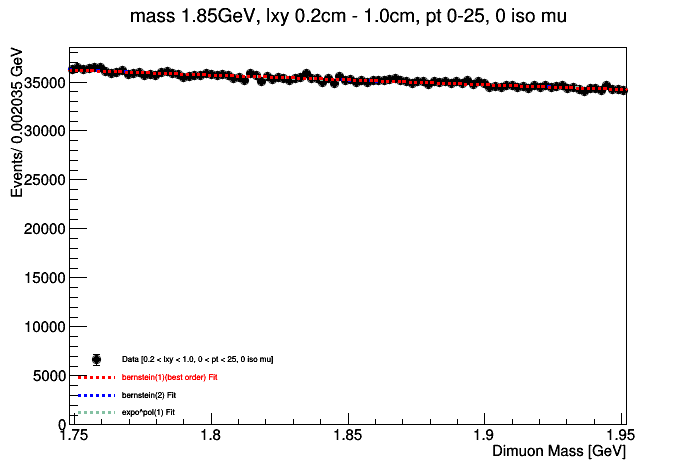 mass 1.85GeV, lxy 0.2cm - 1.0cm, pt 0-25, 0 iso mu
Events/ 0.002035 GeV
35000
30000
25000
20000
15000
10000
5000
0
Data [0.2 < lxy < 1.0, 0 < pt < 25, 0 iso mu]
bernstein(1)(best order) Fit
bernstein(2) Fit
expo^pol(1) Fit
1.75 1.8 1.85 1.9 1.95
Dimuon Mass [GeV]